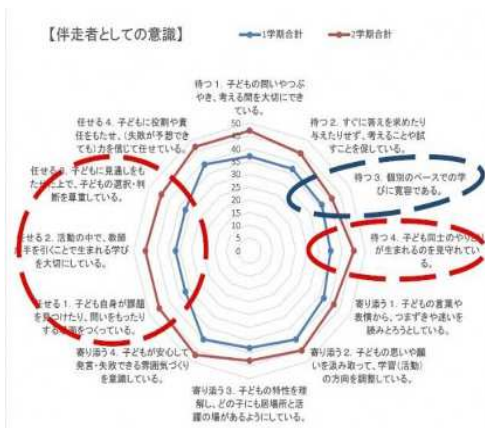 【伴走者としての意識】
1学期合計
2学期合計
待つ1. 子どもの問いやつぶ
やき、考える間を大切にでき
ている。
待つ2. すぐに答えを求めたり
与えたりせず、考えることや試
すことを促している。
待つ3. 個別のペースでの学
びに寛容である。
待つ4. 子ども同士のやり
が生まれるのを見守れてい
る。
寄り添う1. 子どもの言葉や
表情から、つまずきや迷いを
読みとろうとしている。
寄り添う2. 子どもの思いや願
いを汲み取って、学習(活動)
の方向を調整している。
寄り添う3. 子どもの特性を理
解し、どの子にも居場所と活
躍の場があるようにしている。
寄り添う4. 子どもが安心して
発言・失敗できる雰囲気づくり
を意識している。
任せる1. 子ども自身が課題
を見つけたり、問いをもったり
する をつくっている。
任せる2. 活動の中で、教師
手を引くことで生まれる学び
を大切にしている。
子どもに見通しをも
上で、子どもの選択・判
断を尊重している。
任せる4. 子どもに役割や責
任をもたせ、(失敗が予想でき
ても)力を信じて任せている。
50
45
40
35
30
25
20
15
10
5
0